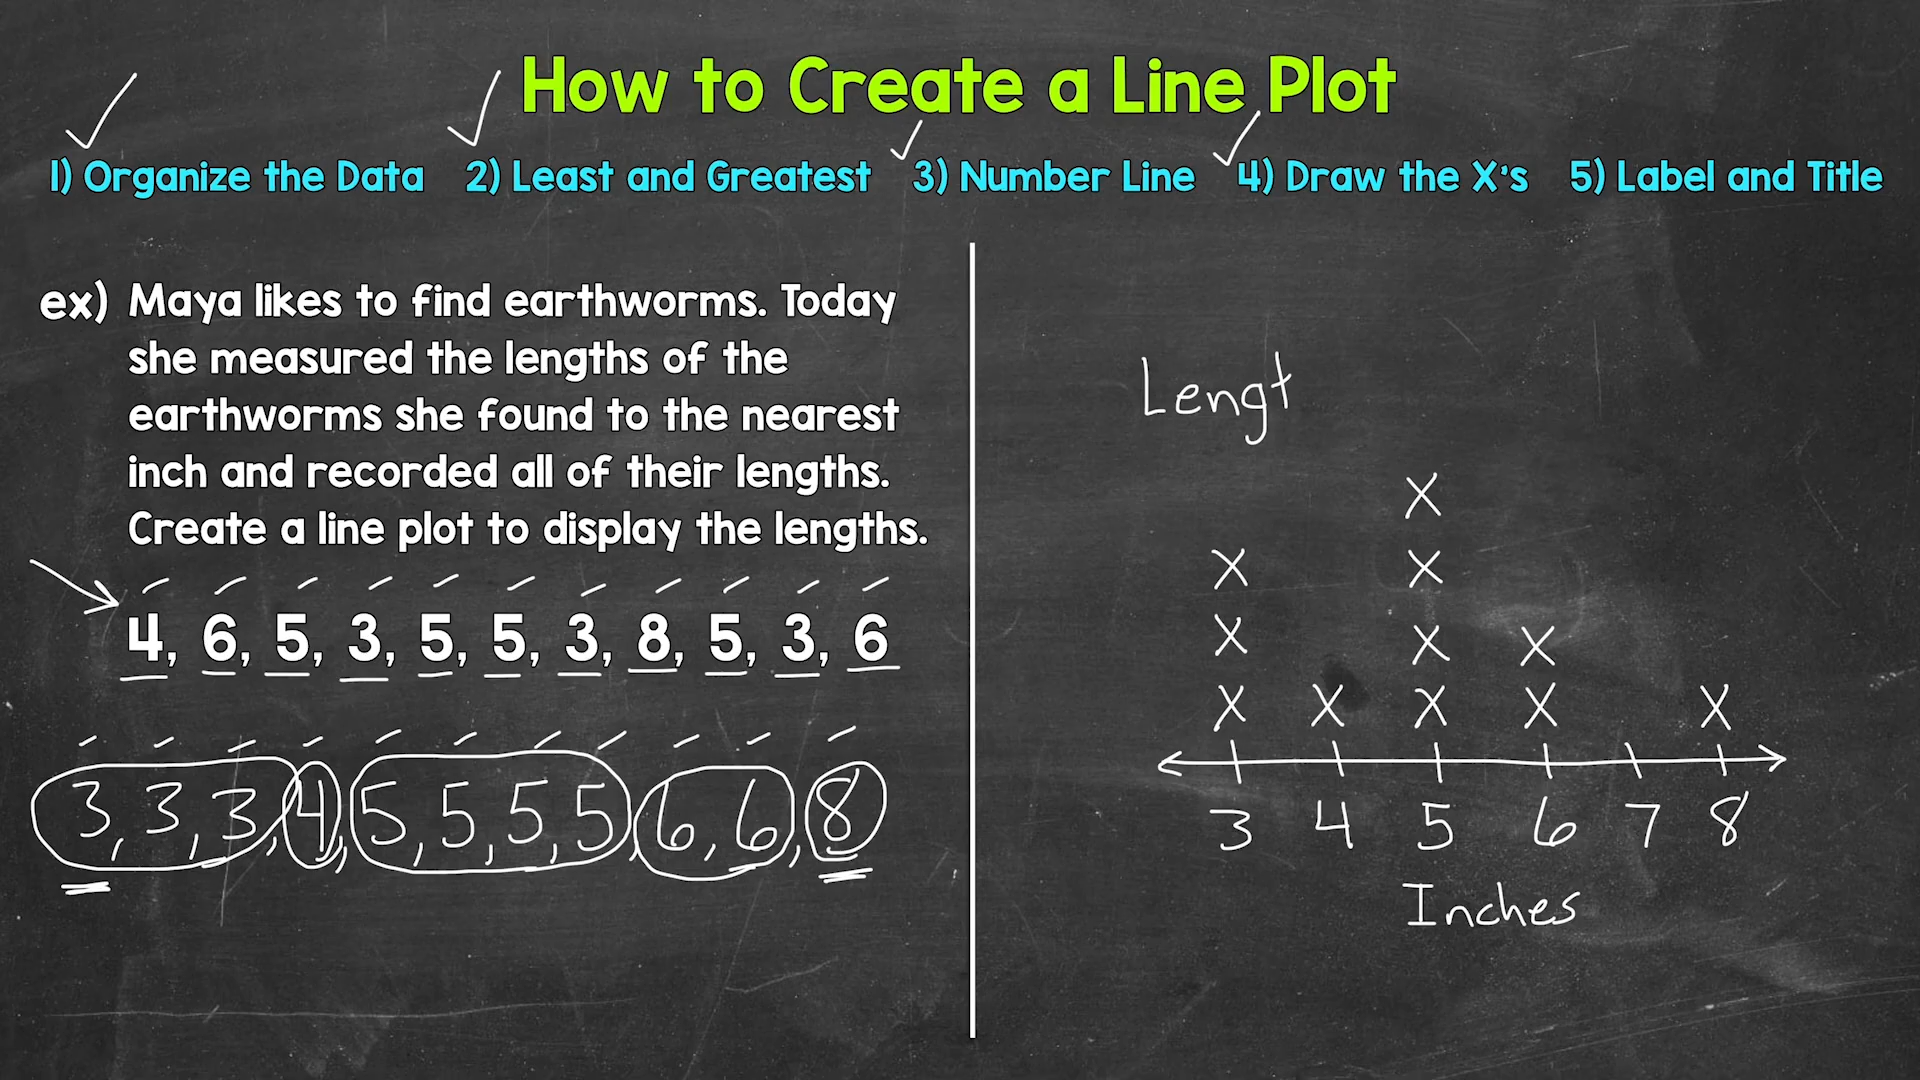 How to Create a Line Plot
1) Organize the Data 2) Least and Greatest 3) Number Line 4) Draw the X's 5) Label and Title
ex) Maya likes to find earthworms. Today
she measured the lengths of the
earthworms she found to the nearest
inch and recorded all of their lengths.
Create a line plot to display the lengths.
4, 6, 5, 3, 5, 5, 3, 8, 5, 3, 6
3, 3, 3, 4, 5, 5, 5, 5, 6, 6, 8
Lengt
X
X X
X X X
X X X X X
3 4 5 6 7 8
Inches